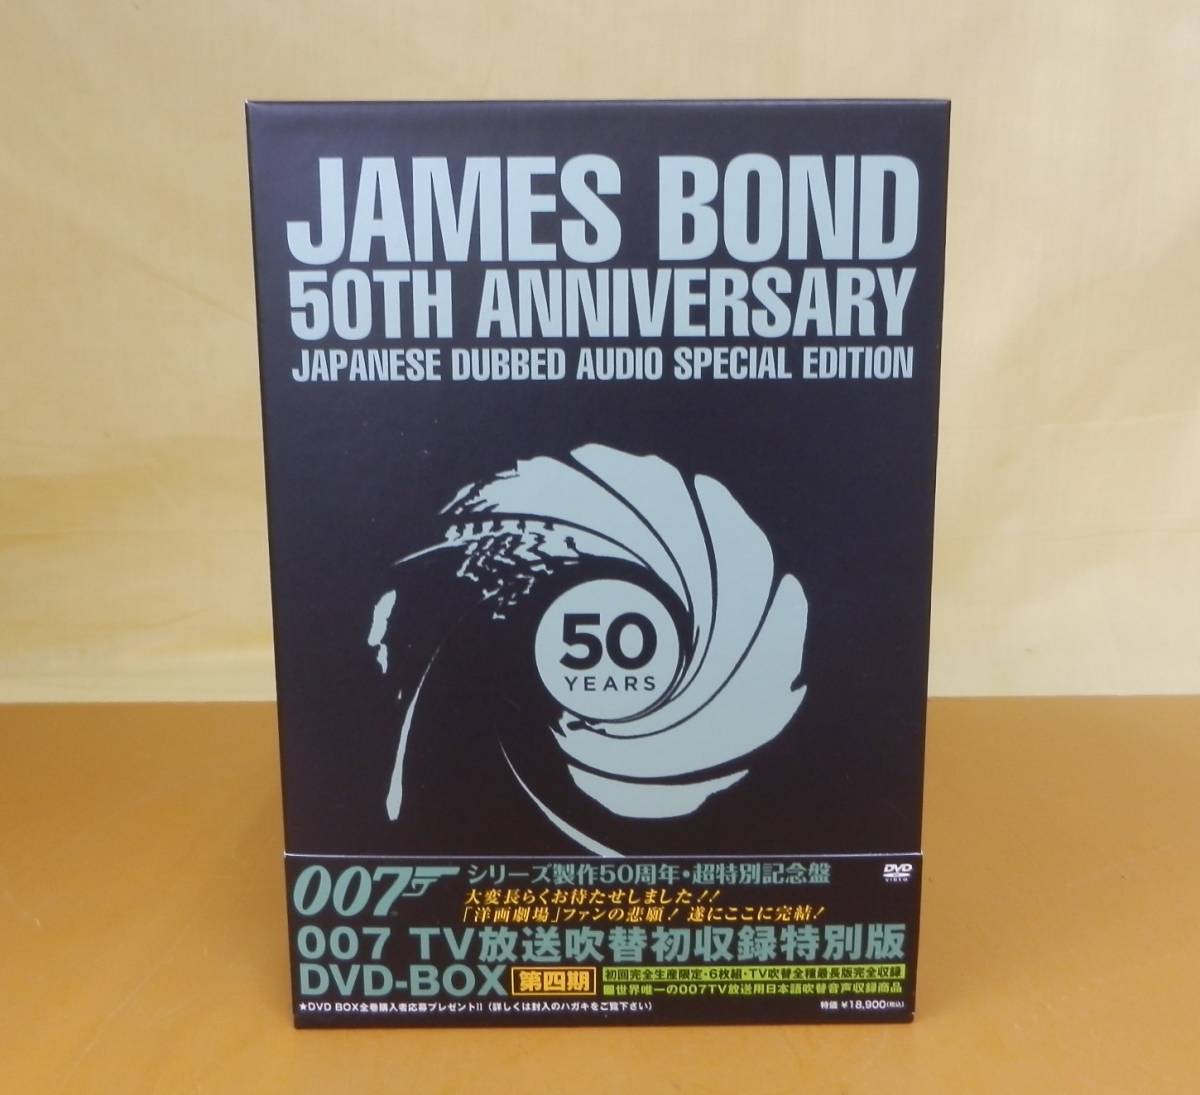 JAMES BOND
50TH ANNIVERSARY
JAPANESE DUBBED AUDIO SPECIAL EDITION
50
YEARS
007 シリーズ製作50周年・超特別記念盤
DVD
VIDEO
大変長らくお待たせしました!!
「洋画劇場」ファンの悲願! 遂にここに完結!
007 TV放送吹替初収録特別版
DVD-BOX 第四期
初回完全生産限定・6枚組・TV吹替全種最長版完全収録
世界唯一の007TV放送用日本語吹替音声収録商品
★DVD BOX全巻購入者応募プレゼント!! (詳しくは封入のハガキをご覧下さい)
特価 ¥18,900(税込)